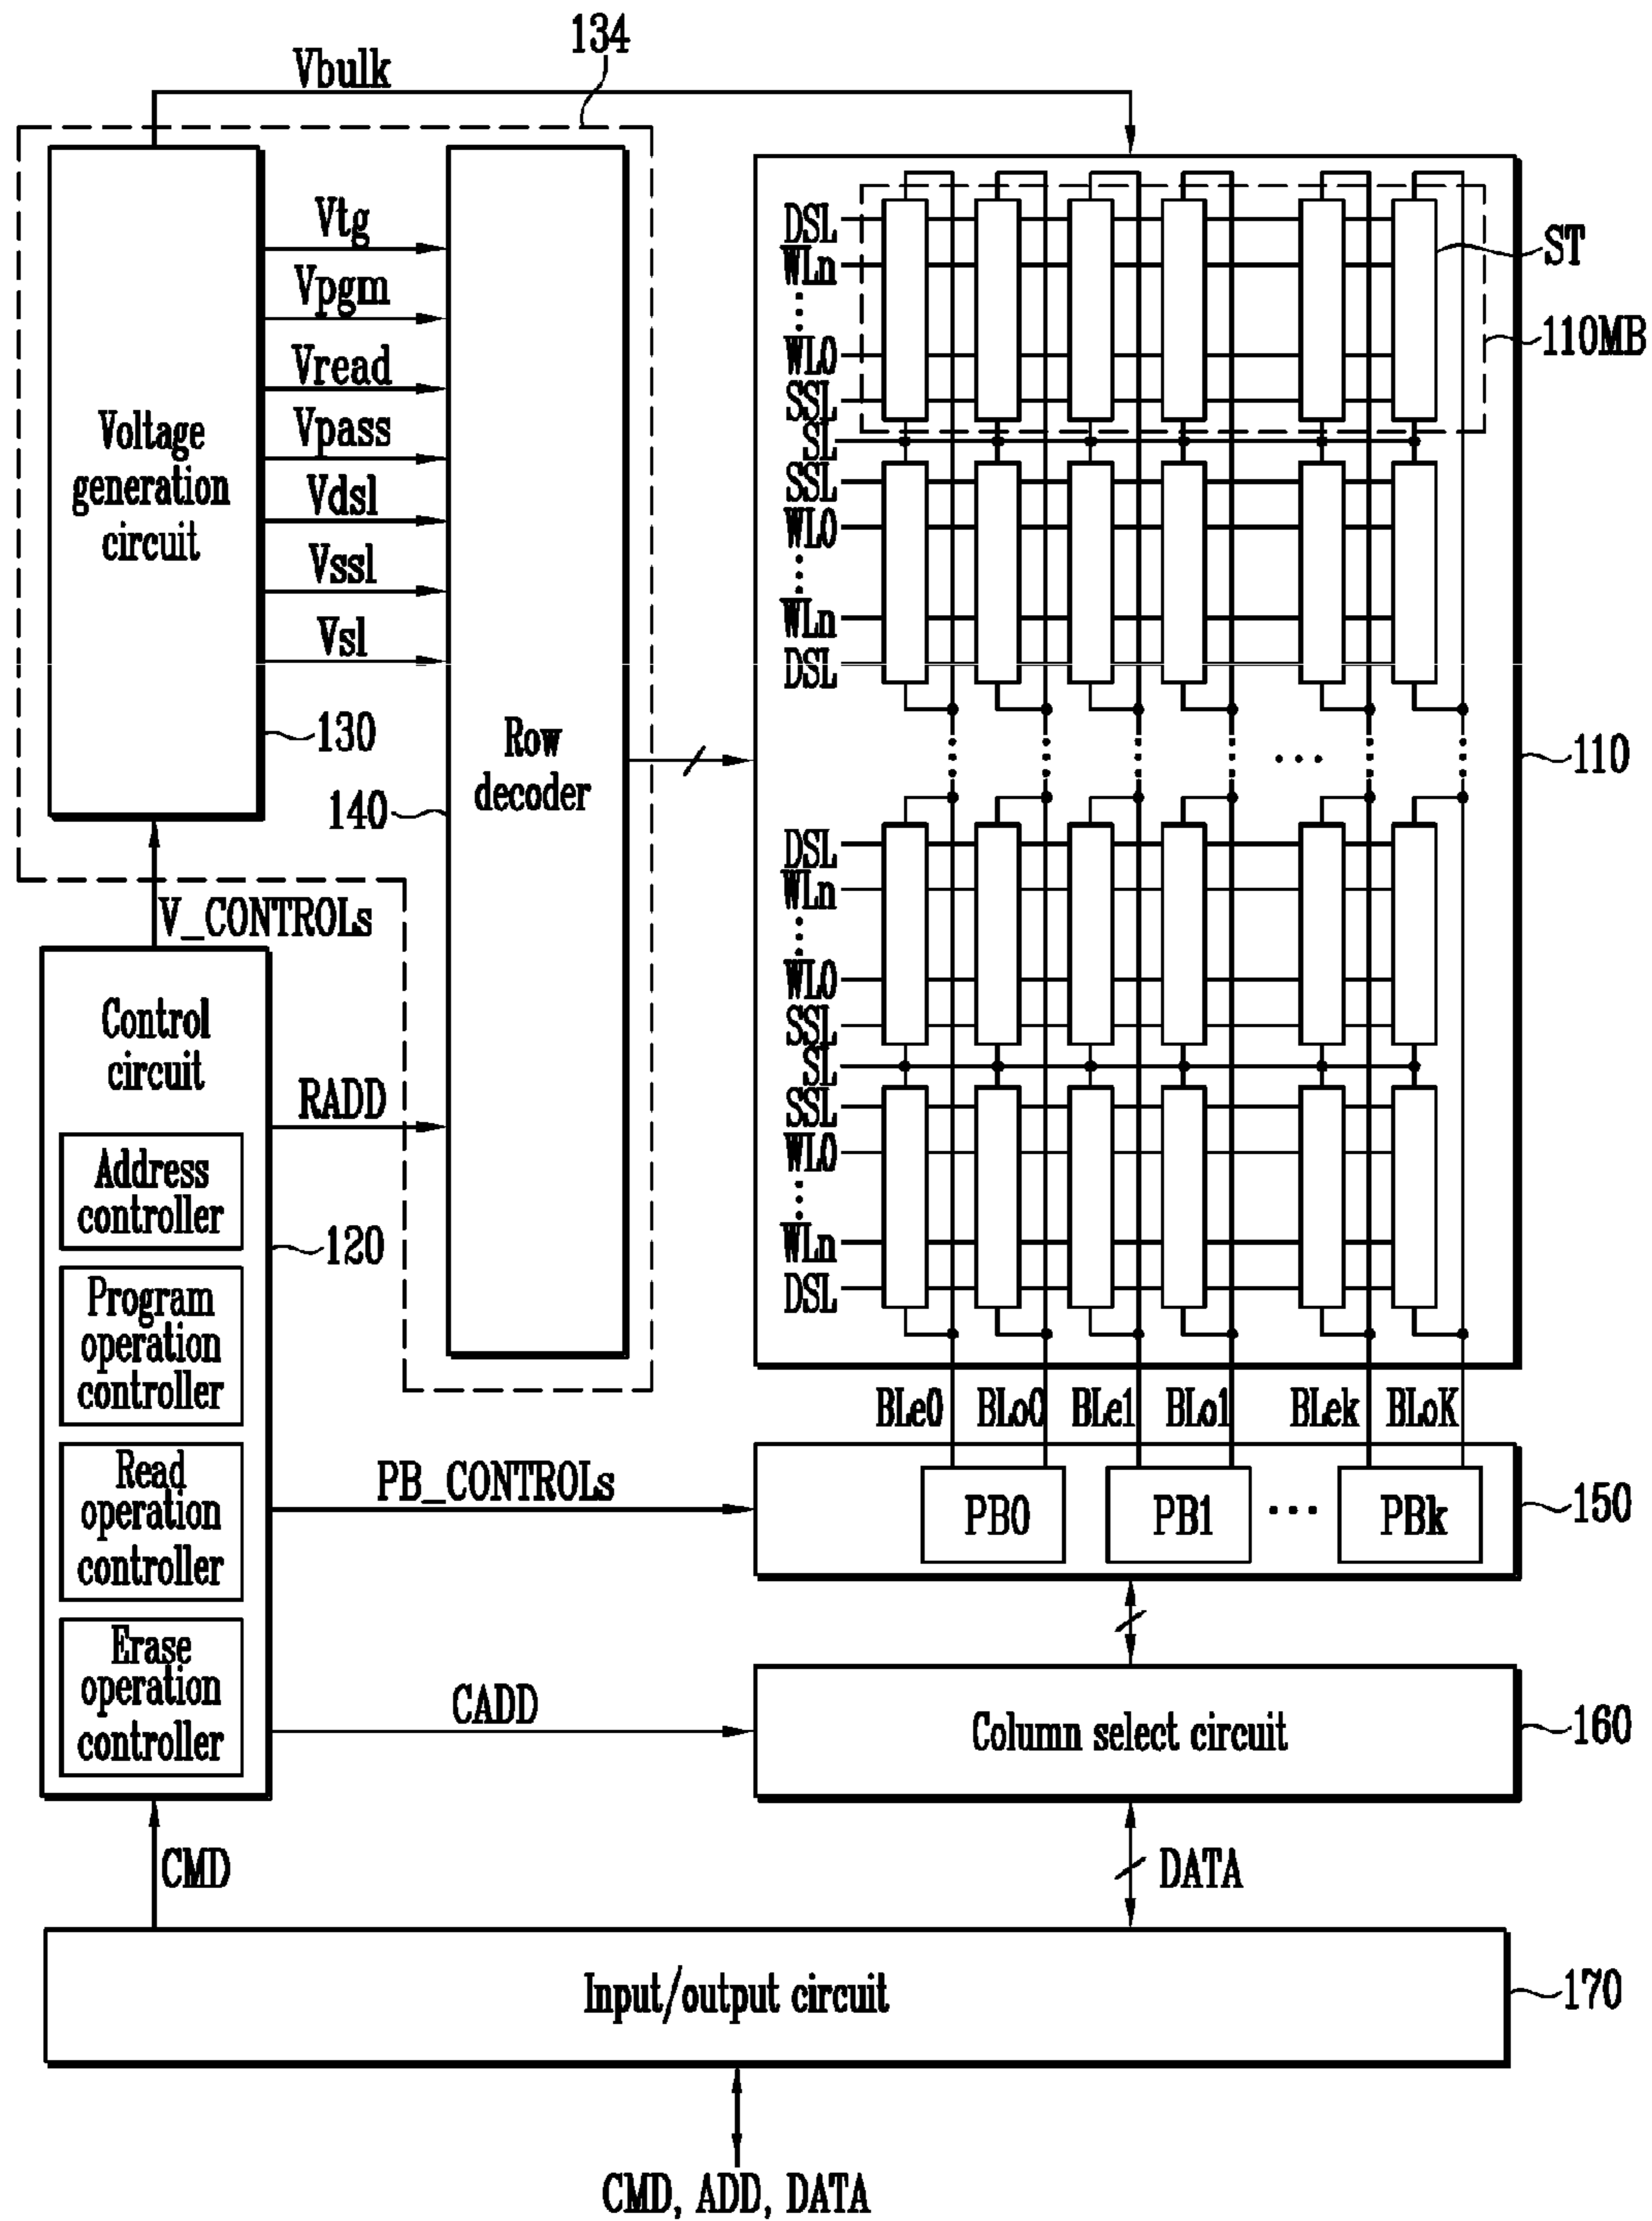 134
Vbulk
Vtg
Vpgm
Vread
Vpass
Vdsl
Vssl
Vsl
Voltage
generation
circuit
130
Row
decoder
140
DSL
WLn
WL0
SSL
SL
SSL
WL0
WLn
DSL
DSL
WLn
WL0
SSL
SL
SSL
WL0
WLn
DSL
ST
110MB
110
V_CONTROLs
Control
circuit
RADD
Address
controller
120
Program
operation
controller
Read
operation
controller
Erase
operation
controller
BLe0 BLo0 BLe1 BLo1 BLek BLoK
PB_CONTROLs
PB0 PB1 ... PBk
150
CADD
Column select circuit
160
CMD
DATA
Input/output circuit
170
CMD, ADD, DATA